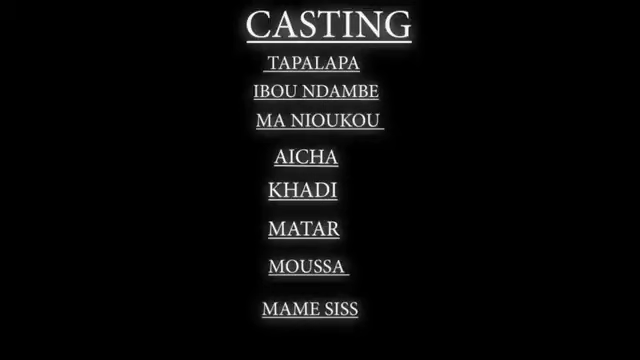 CASTING
TAPALAPA
IBOU NDAMBE
MA NIOUKOU
AICHA
KHADI
MATAR
MOUSSA
MAME SISS